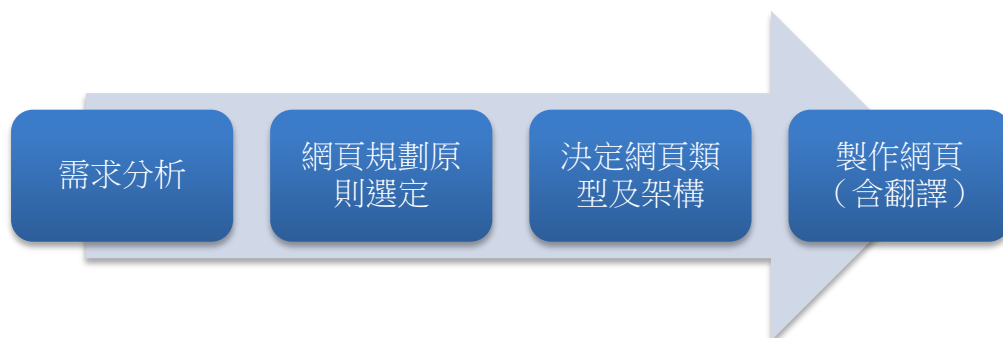 需求分析
網頁規劃原
則選定
決定網頁類
型及架構
製作網頁
（含翻譯）